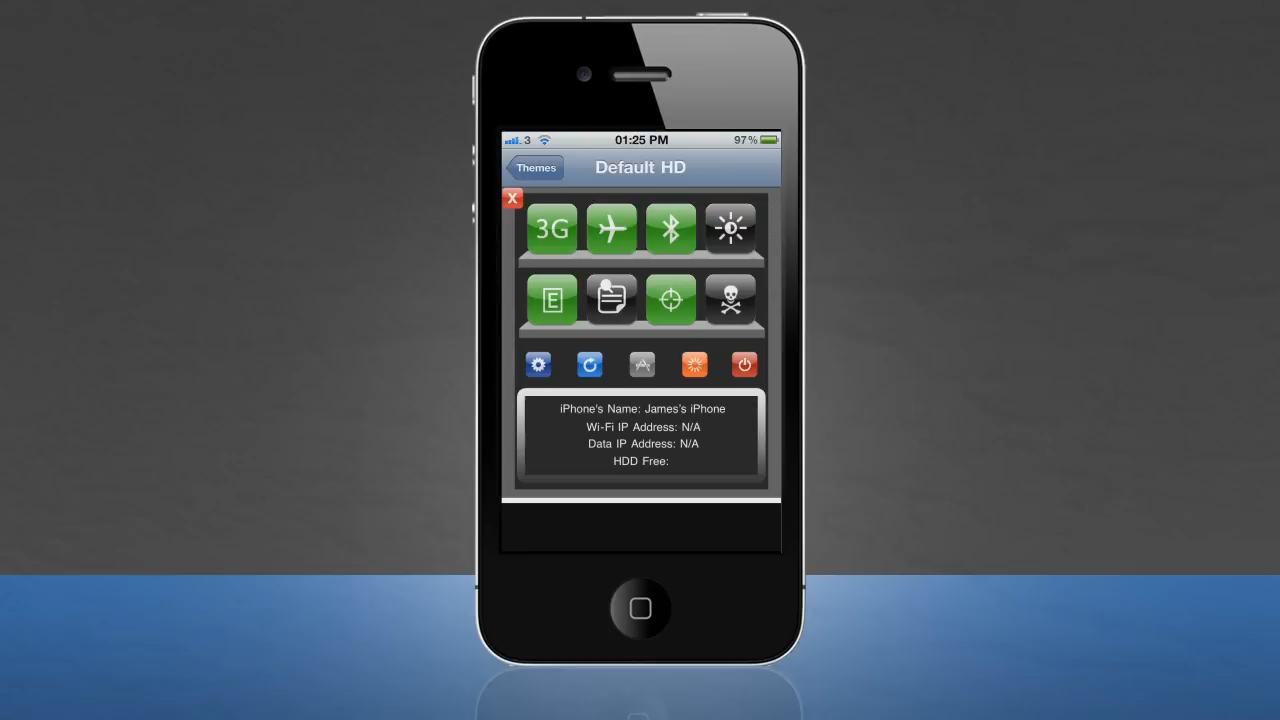 3 01:25 PM 97%
Themes Default HD
X
3G
E
iPhone's Name: James's iPhone
Wi-Fi IP Address: N/A
Data IP Address: N/A
HDD Free: